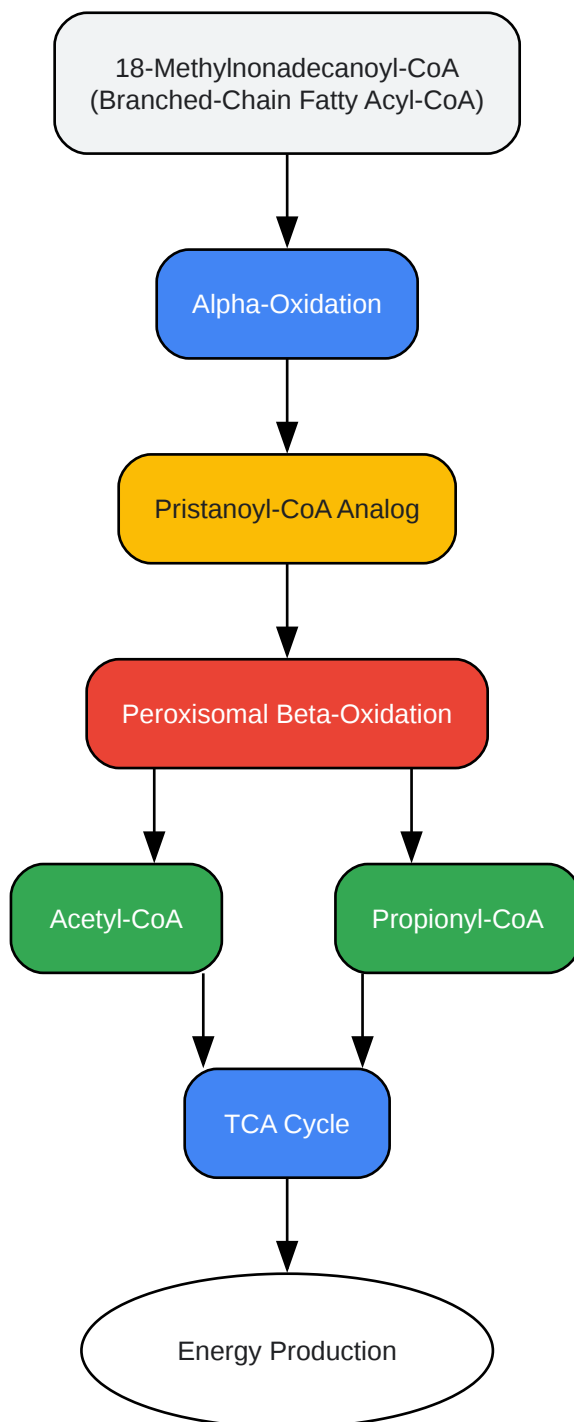 18-Methylnonadecanoyl-CoA
(Branched-Chain Fatty Acyl-CoA)
Alpha-Oxidation
Pristanoyl-CoA Analog
Peroxisomal Beta-Oxidation
Acetyl-CoA
Propionyl-CoA
TCA Cycle
Energy Production